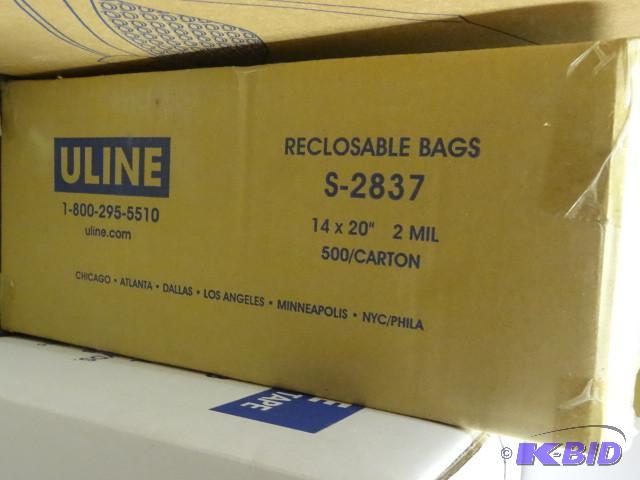 ULINE
1-800-295-5510
uline.com
RECLOSABLE BAGS
S-2837
14 x 20" 2 MIL
500/CARTON
CHICAGO • ATLANTA • DALLAS • LOS ANGELES • MINNEAPOLIS • NYC/PHILA
TAPE
© K-BID